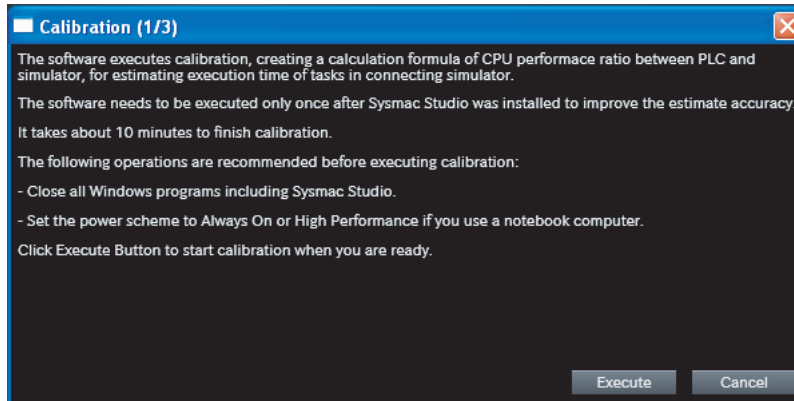 Calibration (1/3)
The software executes calibration, creating a calculation formula of CPU performace ratio between PLC and
simulator, for estimating execution time of tasks in connecting simulator.
The software needs to be executed only once after Sysmac Studio was installed to improve the estimate accuracy.
It takes about 10 minutes to finish calibration.
The following operations are recommended before executing calibration:
- Close all Windows programs including Sysmac Studio.
- Set the power scheme to Always On or High Performance if you use a notebook computer.
Click Execute Button to start calibration when you are ready.
Execute Cancel